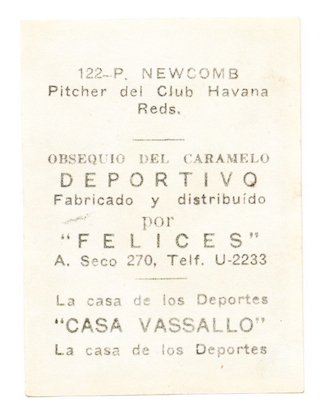 122-P. NEWCOMB
Pitcher del Club Havana
Reds.
OBSEQUIO DEL CARAMELO
DEPORTIVO
Fabricado y distribuído
por
"FELICES"
A. Seco 270, Telf. U-2233
La casa de los Deportes
"CASA VASSALLO"
La casa de los Deportes